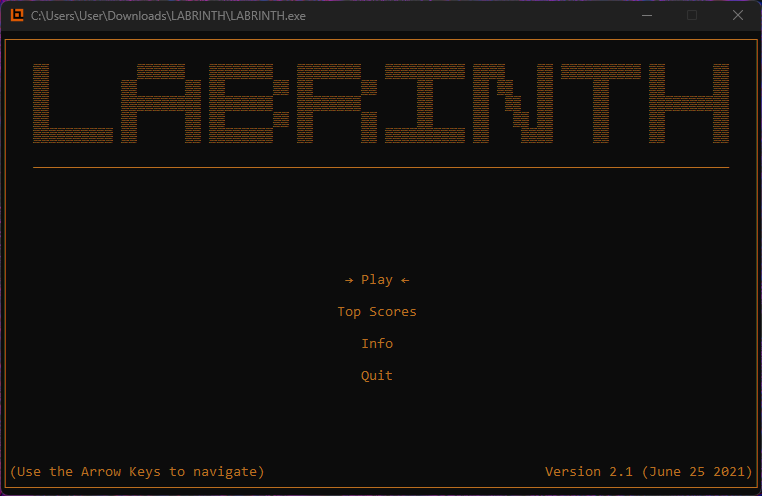 C:\Users\User\Downloads\LABRINTH\LABRINTH.exe
LABRINTH
→ Play ←
Top Scores
Info
Quit
(Use the Arrow Keys to navigate)
Version 2.1 (June 25 2021)